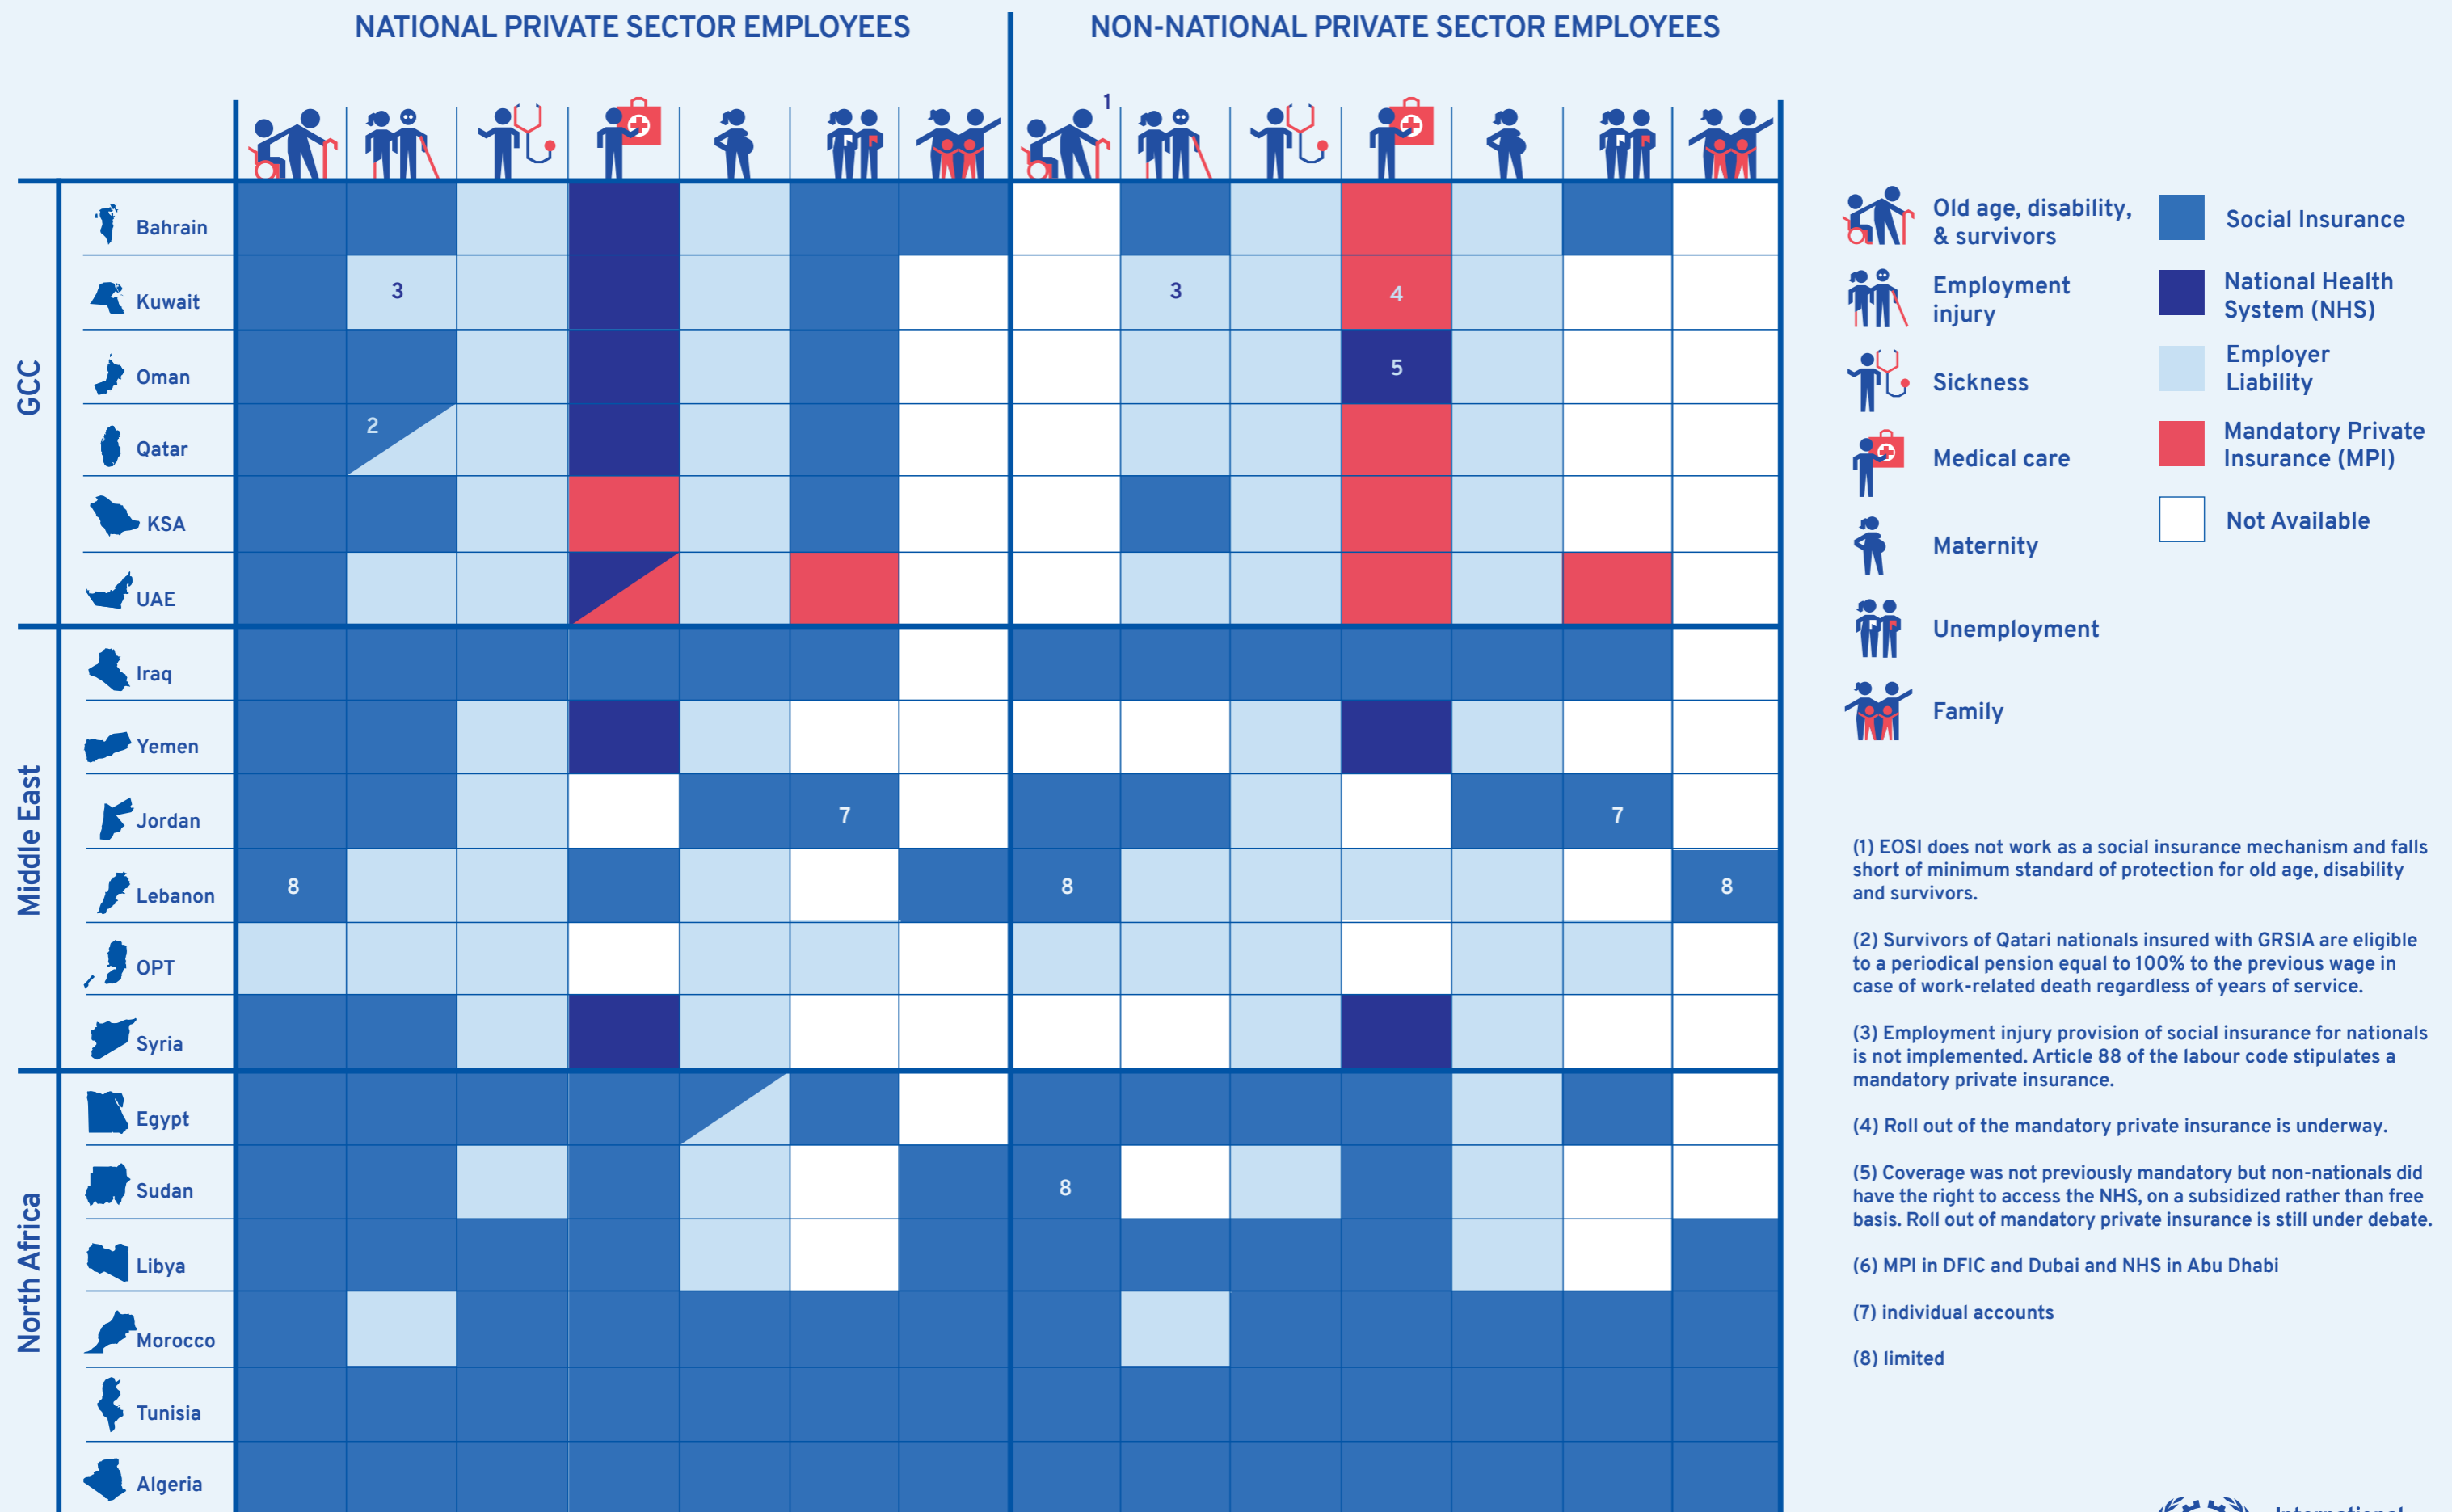 NATIONAL PRIVATE SECTOR EMPLOYEES
NON-NATIONAL PRIVATE SECTOR EMPLOYEES
1
GCC
Bahrain
Kuwait
3
3
4
Oman
5
Qatar
2
KSA
UAE
Middle East
Iraq
Yemen
Jordan
7
7
Lebanon
8
8
8
OPT
Syria
North Africa
Egypt
Sudan
8
Libya
Morocco
Tunisia
Algeria
Old age, disability,
& survivors
Employment
injury
Sickness
Medical care
Maternity
Unemployment
Family
Social Insurance
National Health
System (NHS)
Employer
Liability
Mandatory Private
Insurance (MPI)
Not Available
(1) EOSI does not work as a social insurance mechanism and falls
short of minimum standard of protection for old age, disability
and survivors.
(2) Survivors of Qatari nationals insured with GRSIA are eligible
to a periodical pension equal to 100% to the previous wage in
case of work-related death regardless of years of service.
(3) Employment injury provision of social insurance for nationals
is not implemented. Article 88 of the labour code stipulates a
mandatory private insurance.
(4) Roll out of the mandatory private insurance is underway.
(5) Coverage was not previously mandatory but non-nationals did
have the right to access the NHS, on a subsidized rather than free
basis. Roll out of mandatory private insurance is still under debate.
(6) MPI in DFIC and Dubai and NHS in Abu Dhabi
(7) individual accounts
(8) limited
International